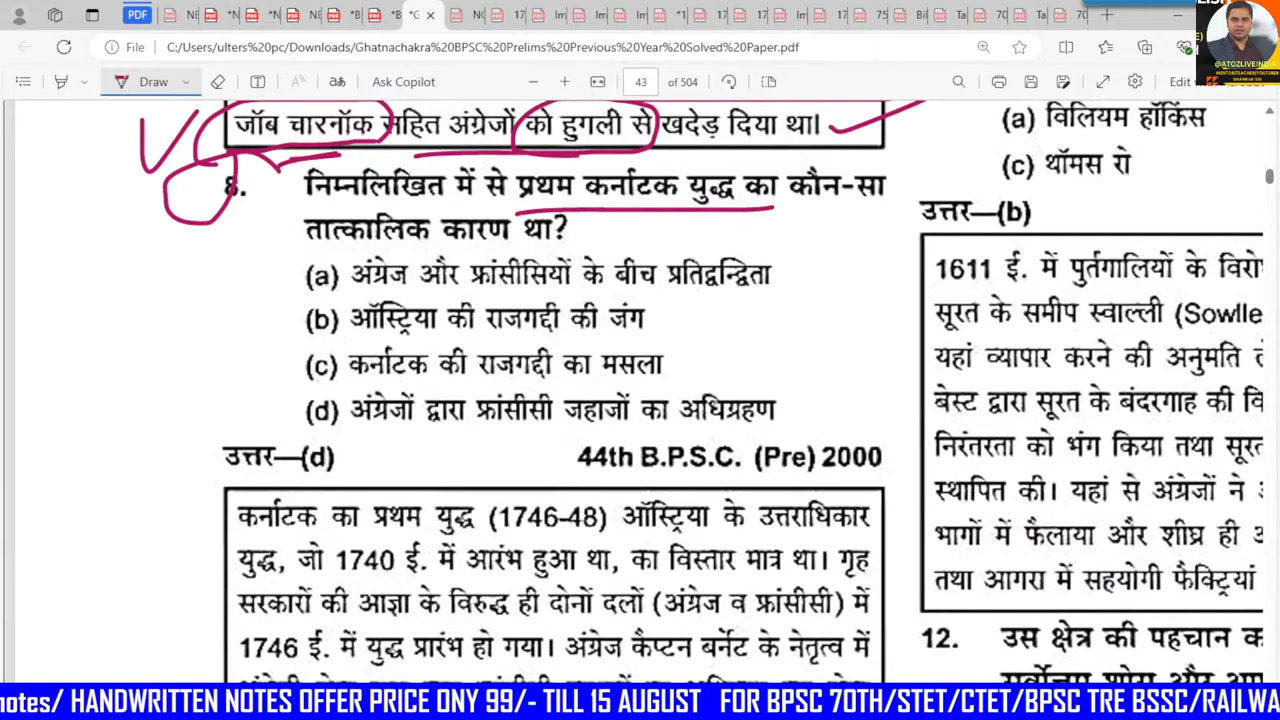 PDF
File
C:/Users/ulters%20pc/Downloads/Ghatnachakra%20BPSC%20Prelims%20Previous%20Year%20Solved%20Paper.pdf
Draw
Ask Copilot
43 of 504
@ATOZLIVEINDIA
जॉब चारनॉक सहित अंग्रेजों को हुगली से खदेड़ दिया था।
8. निम्नलिखित में से प्रथम कर्नाटक युद्ध का कौन-सा
तात्कालिक कारण था?
(a) अंग्रेज और फ्रांसीसियों के बीच प्रतिद्वन्द्विता
(b) ऑस्ट्रिया की राजगद्दी की जंग
(c) कर्नाटक की राजगद्दी का मसला
(d) अंग्रेजों द्वारा फ्रांसीसी जहाजों का अधिग्रहण
उत्तर—(d) 44th B.P.S.C. (Pre) 2000
कर्नाटक का प्रथम युद्ध (1746-48) ऑस्ट्रिया के उत्तराधिकार
युद्ध, जो 1740 ई. में आरंभ हुआ था, का विस्तार मात्र था। गृह
सरकारों की आज्ञा के विरुद्ध ही दोनों दलों (अंग्रेज व फ्रांसीसी) में
1746 ई. में युद्ध प्रारंभ हो गया। अंग्रेज कैप्टन बर्नेट के नेतृत्व में
(a) विलियम हॉकिंस
(c) थॉमस रो
उत्तर—(b)
1611 ई. में पुर्तगालियों के
सूरत के समीप स्वाल्ली (Sowlle
यहां व्यापार करने की अनुमति
बेस्ट द्वारा सूरत के बंदरगाह की
निरंतरता को भंग किया तथा सूरत
स्थापित की। यहां से अंग्रेजों ने
भागों में फैलाया और शीघ्र ही
तथा आगरा में सहयोगी फैक्ट्रियां
12. उस क्षेत्र की पहचान
notes/ HANDWRITTEN NOTES OFFER PRICE ONY 99/- TILL 15 AUGUST FOR BPSC 70TH/STET/CTET/BPSC TRE BSSC/RAILWA